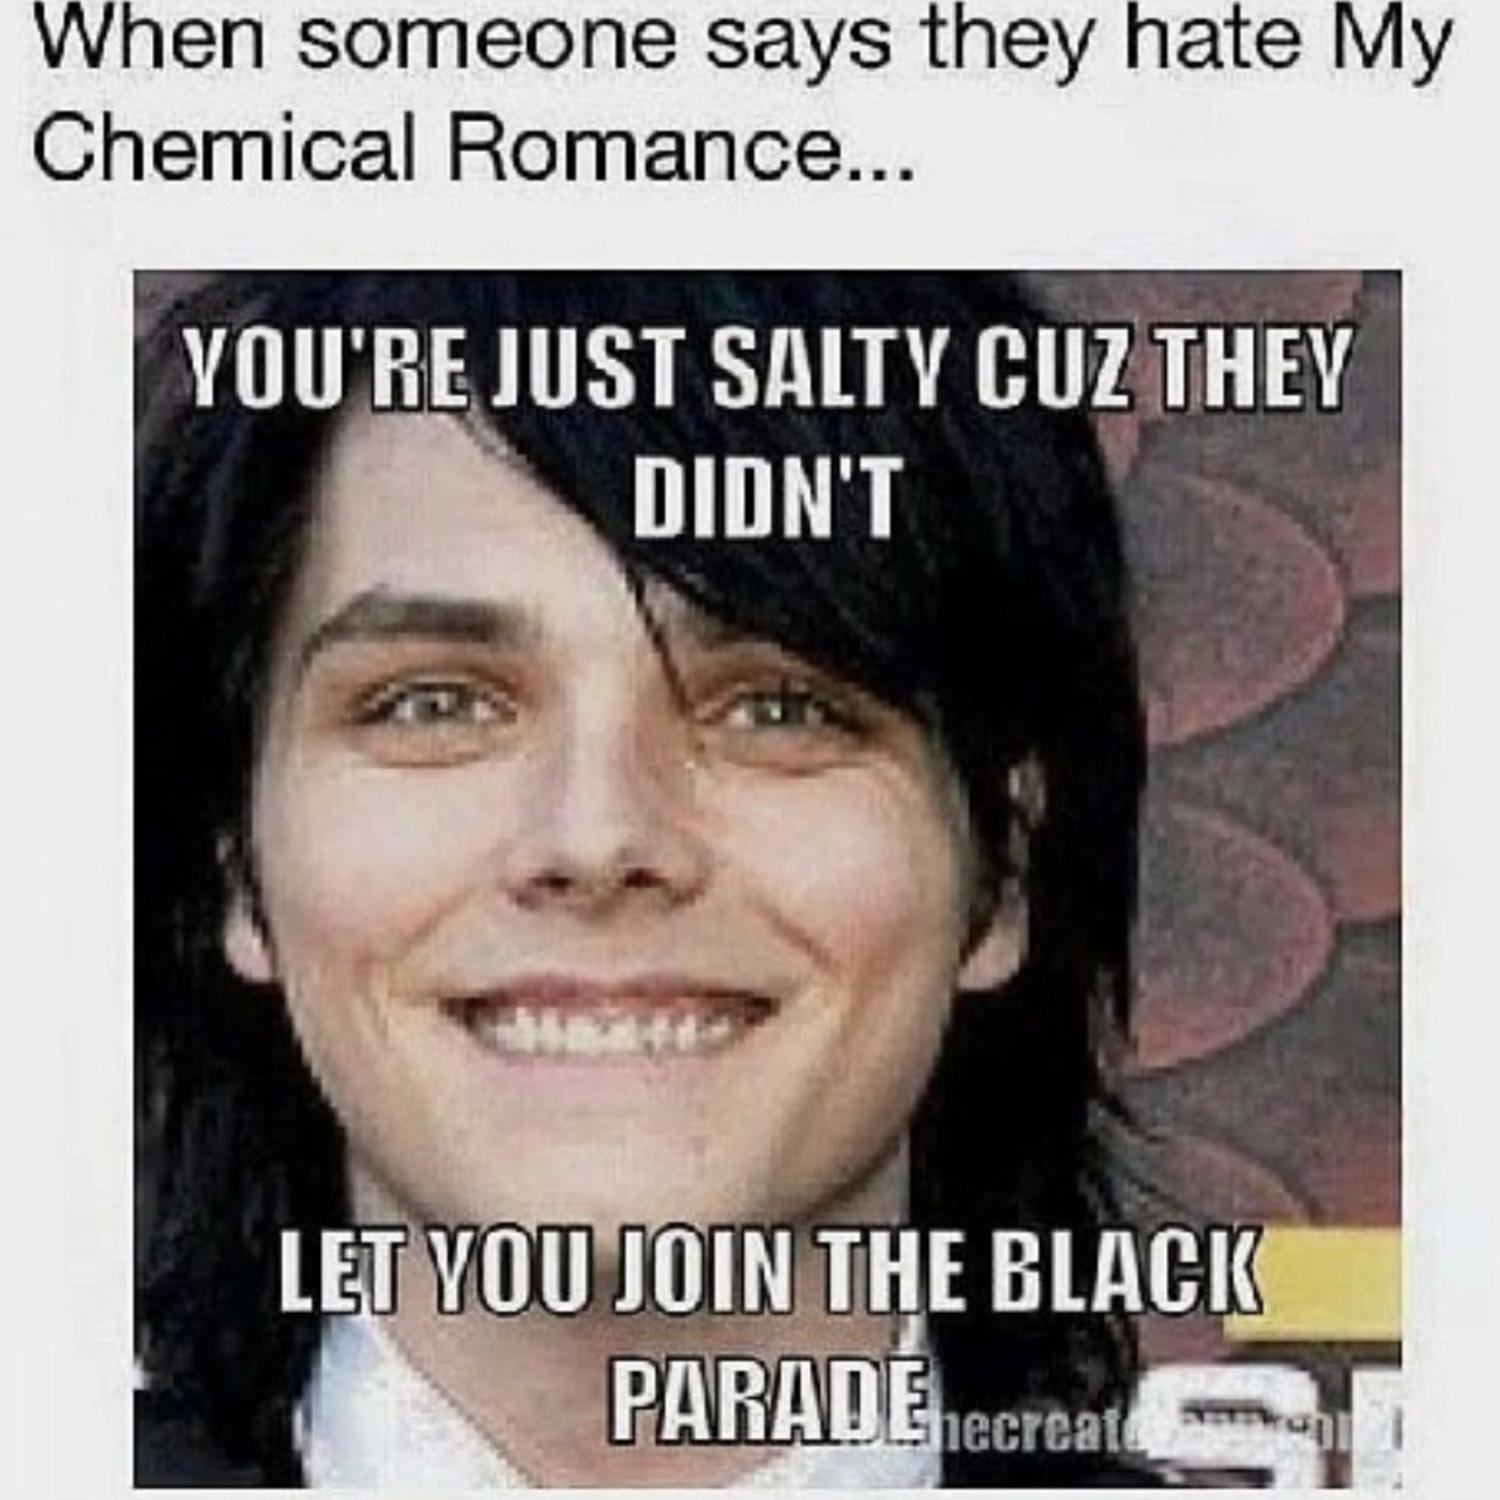 When someone says they hate My
Chemical Romance...
YOU'RE JUST SALTY CUZ THEY
DIDN'T
LET YOU JOIN THE BLACK
PARADE